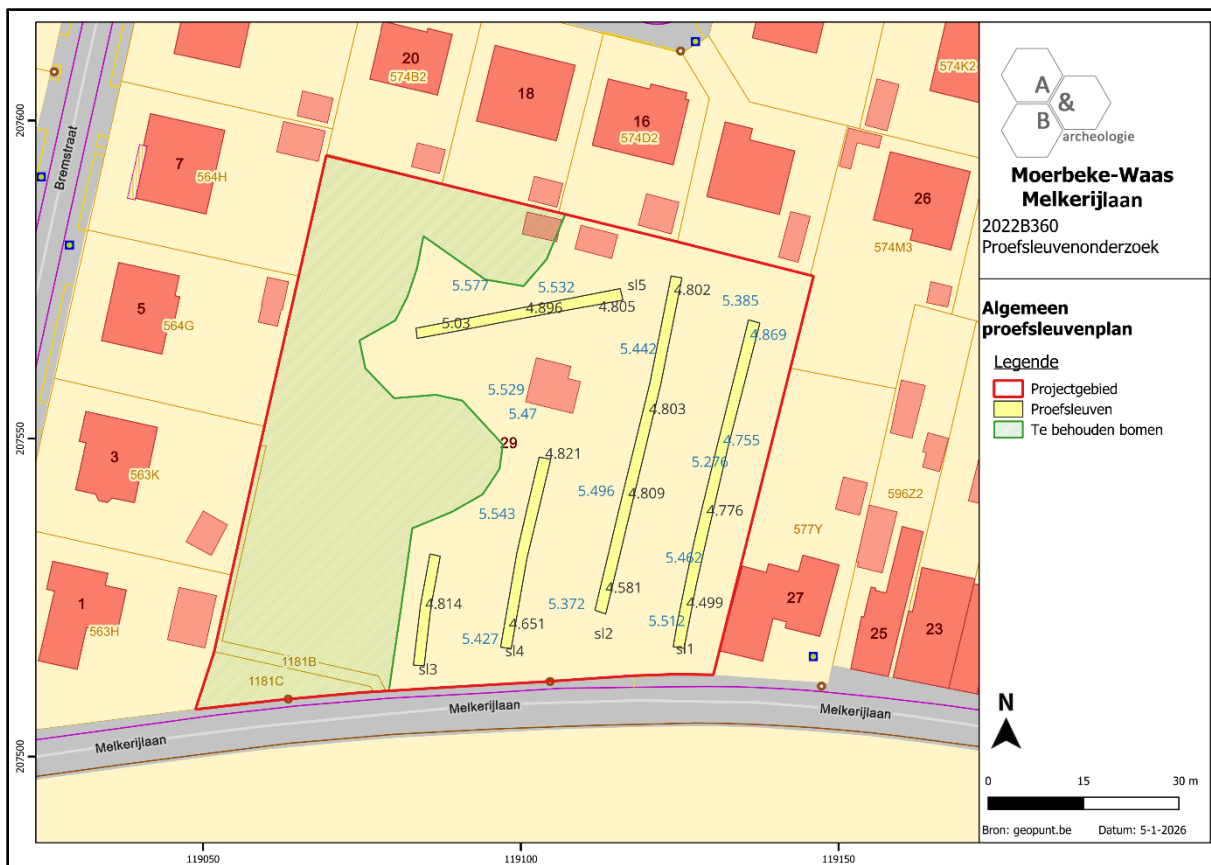 20
574B2
18
16
574D2
574K2
26
574M3
7
564H
Bremstraat
5
564G
3
563K
1
563H
5.577
5.532
sl5
5.03
4.896
4.805
4.802
5.385
4.869
5.442
5.529
5.47
4.803
29
4.821
4.755
5.276
5.496
4.809
5.543
4.776
596Z2
577Y
5.462
4.814
5.372
4.581
4.499
5.427
4.651
5.512
sl3
sl4
sl2
sl1
27
25
23
1181B
1181C
Melkerijlaan
Melkerijlaan
Melkerijlaan
207600
207550
207500
119050
119100
119150
A
&
B
archeologie
Moerbeke-Waas
Melkerijlaan
2022B360
Proefsleuvenonderzoek
Algemeen
proefsleuvenplan
Legende
Projectgebied
Proefsleuven
Te behouden bomen
N
0 15 30 m
Bron: geopunt.be Datum: 5-1-2026